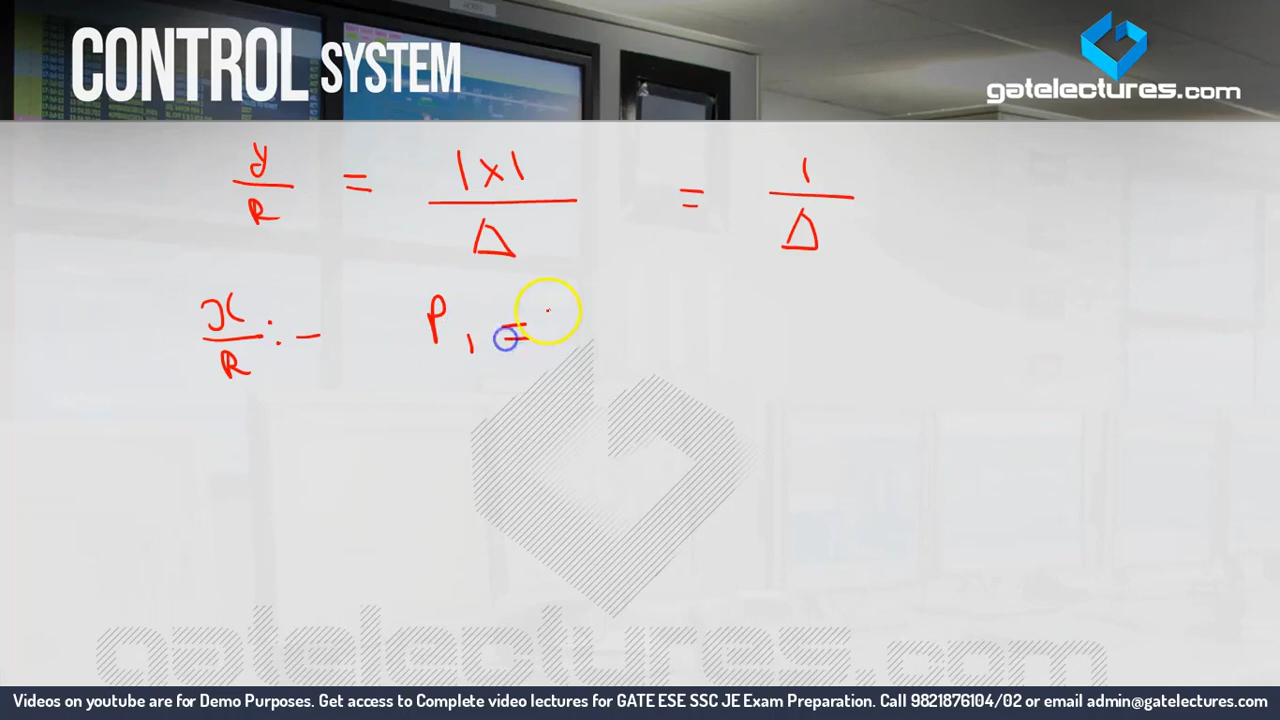 CONTROL SYSTEM
gatelectures.com
y/R = 1×1/Δ = 1/Δ
x/R :- P1 =
gatelectures.com
Videos on youtube are for Demo Purposes. Get access to Complete video lectures for GATE ESE SSC JE Exam Preparation. Call 9821876104/02 or email admin@gatelectures.com